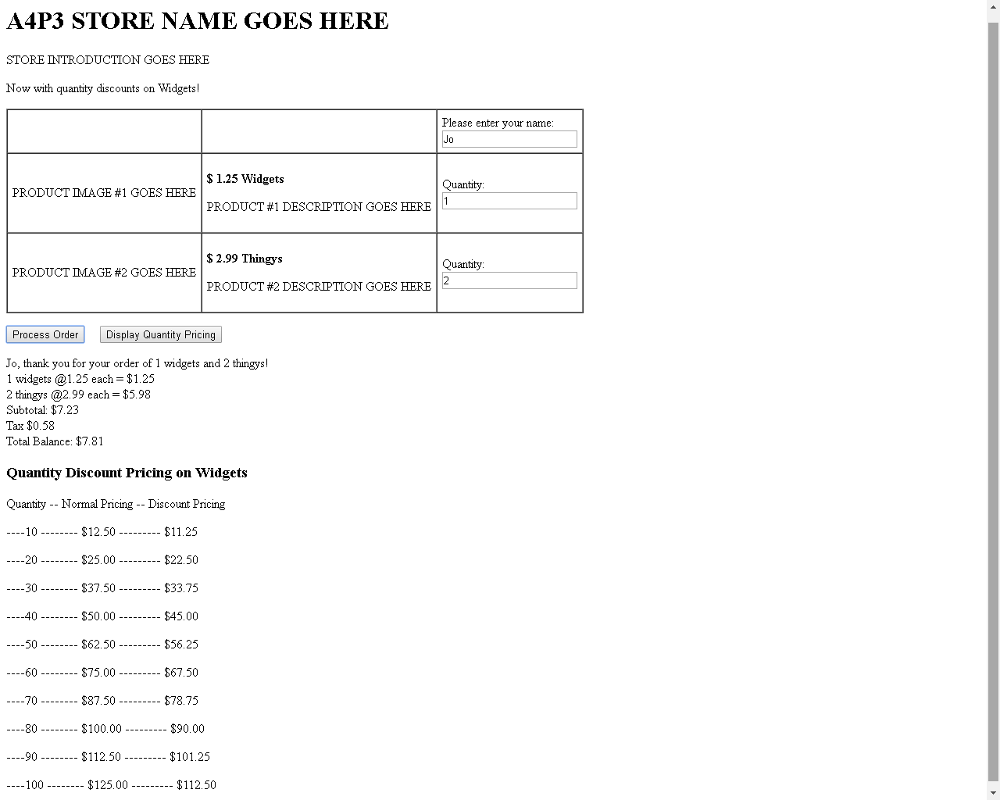 A4P3 STORE NAME GOES HERE
STORE INTRODUCTION GOES HERE
Now with quantity discounts on Widgets!
Please enter your name:
Jo
PRODUCT IMAGE #1 GOES HERE
$ 1.25 Widgets
PRODUCT #1 DESCRIPTION GOES HERE
Quantity:
1
PRODUCT IMAGE #2 GOES HERE
$ 2.99 Thingys
PRODUCT #2 DESCRIPTION GOES HERE
Quantity:
2
Process Order
Display Quantity Pricing
Jo, thank you for your order of 1 widgets and 2 thingys!
1 widgets @1.25 each = $1.25
2 thingys @2.99 each = $5.98
Subtotal: $7.23
Tax $0.58
Total Balance: $7.81
Quantity Discount Pricing on Widgets
Quantity -- Normal Pricing -- Discount Pricing
----10 -------- $12.50 --------- $11.25
----20 -------- $25.00 --------- $22.50
----30 -------- $37.50 --------- $33.75
----40 -------- $50.00 --------- $45.00
----50 -------- $62.50 --------- $56.25
----60 -------- $75.00 --------- $67.50
----70 -------- $87.50 --------- $78.75
----80 -------- $100.00 --------- $90.00
----90 -------- $112.50 --------- $101.25
----100 -------- $125.00 --------- $112.50